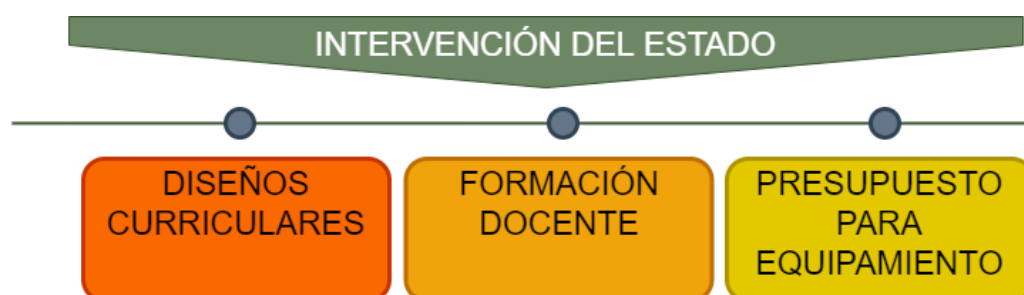 INTERVENCIÓN DEL ESTADO
DISEÑOS
CURRICULARES
FORMACIÓN
DOCENTE
PRESUPUESTO
PARA
EQUIPAMIENTO